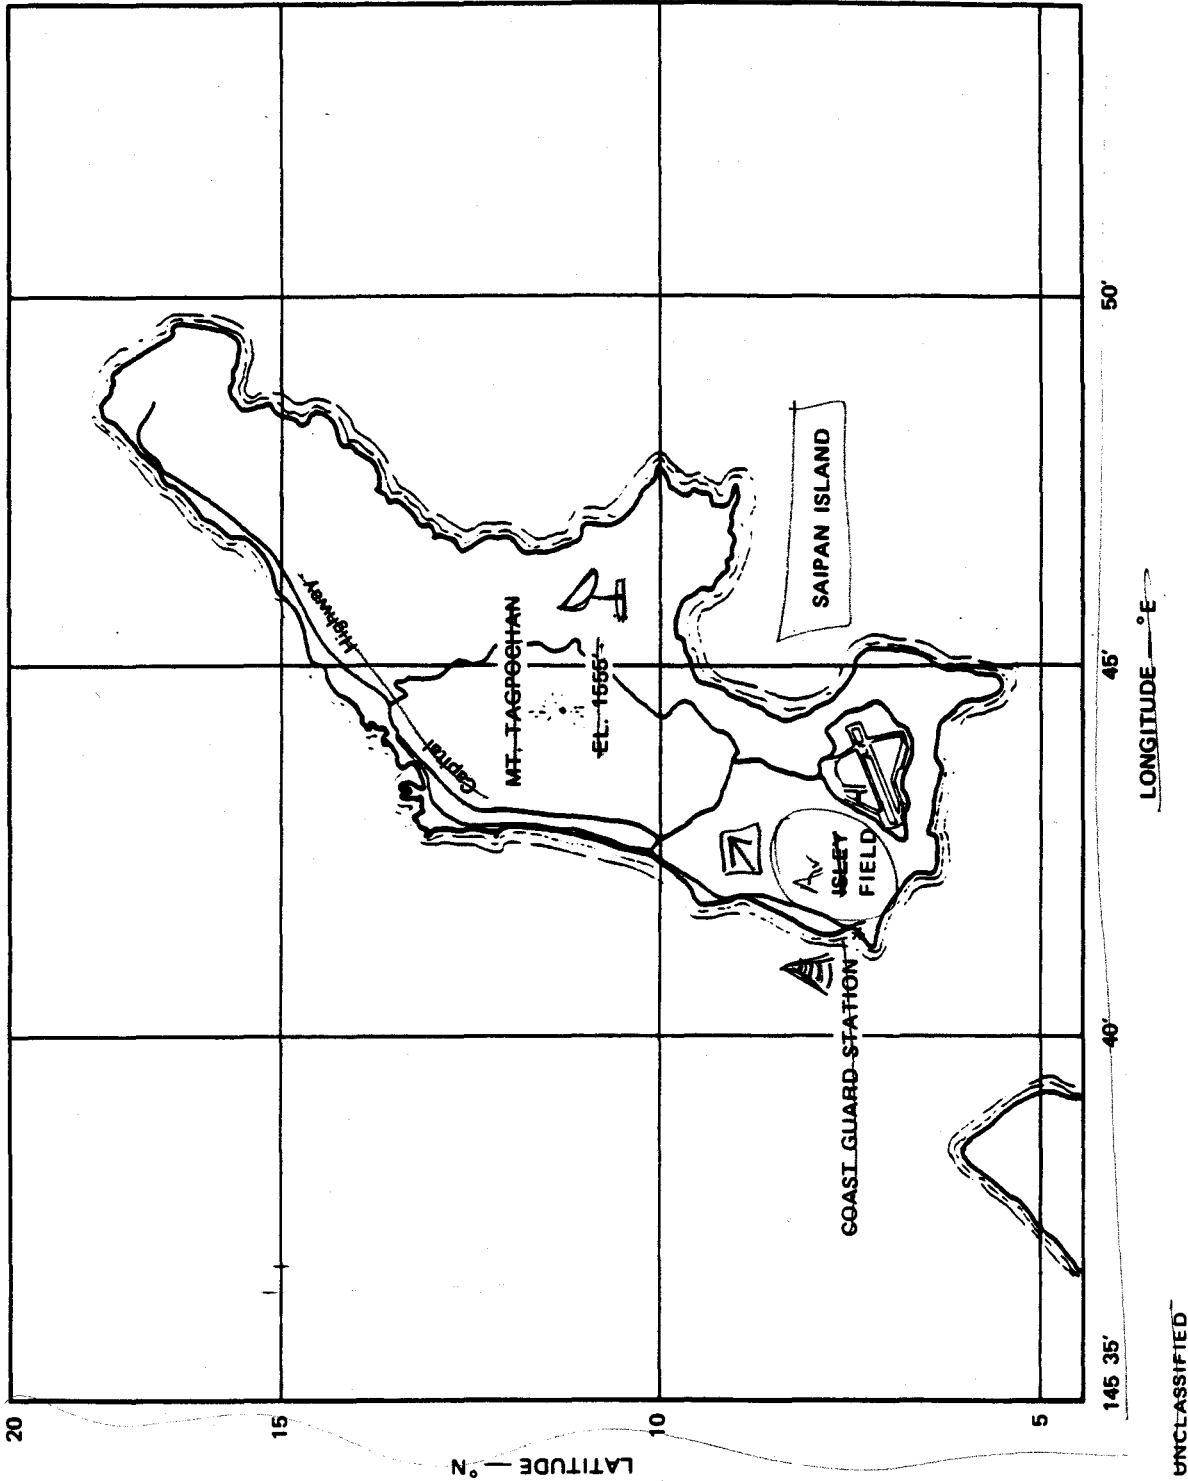 20
15
10
5
LATITUDE — °N
145 35'
40'
45'
50'
LONGITUDE — °E
Capital
Highway
MT. TAGPOCHAN
EL. 1555'
SAIPAN ISLAND
Av
ISLEY
FIELD
COAST GUARD STATION
UNCLASSIFIED